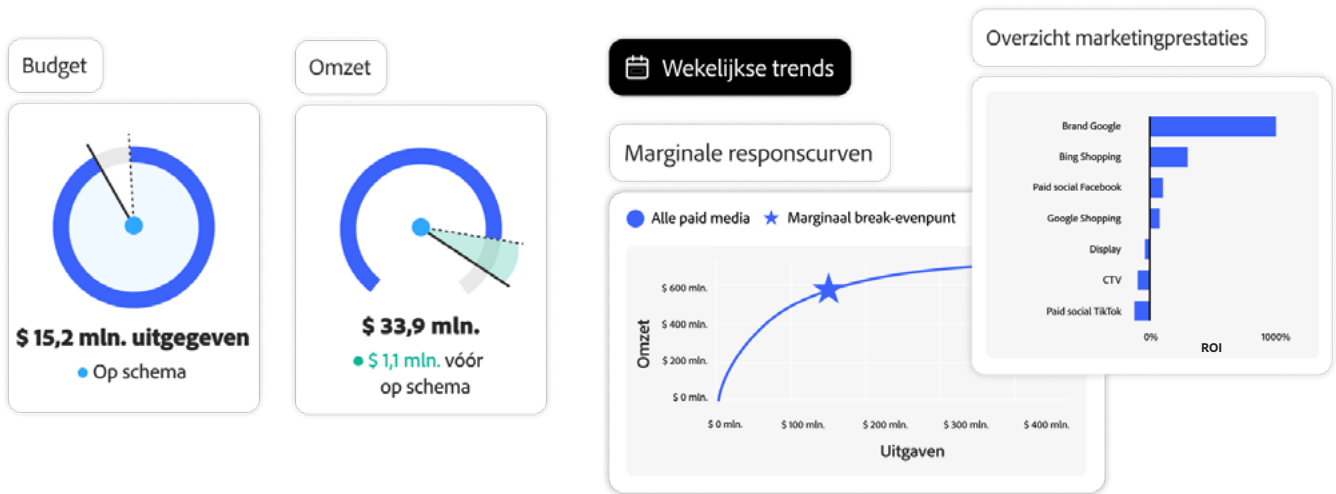 Budget
$ 15,2 mln. uitgegeven
Op schema
Omzet
$ 33,9 mln.
$ 1,1 mln. vóór
op schema
Wekelijkse trends
Marginale responscurven
Alle paid media
Marginaal break-evenpunt
Omzet
$ 600 mln.
$ 400 mln.
$ 200 mln.
$ 0 mln.
$ 0 mln.
$ 100 mln.
$ 200 mln.
$ 300 mln.
$ 400 mln.
Uitgaven
Overzicht marketingprestaties
Brand Google
Bing Shopping
Paid social Facebook
Google Shopping
Display
CTV
Paid social TikTok
0%
1000%
ROI